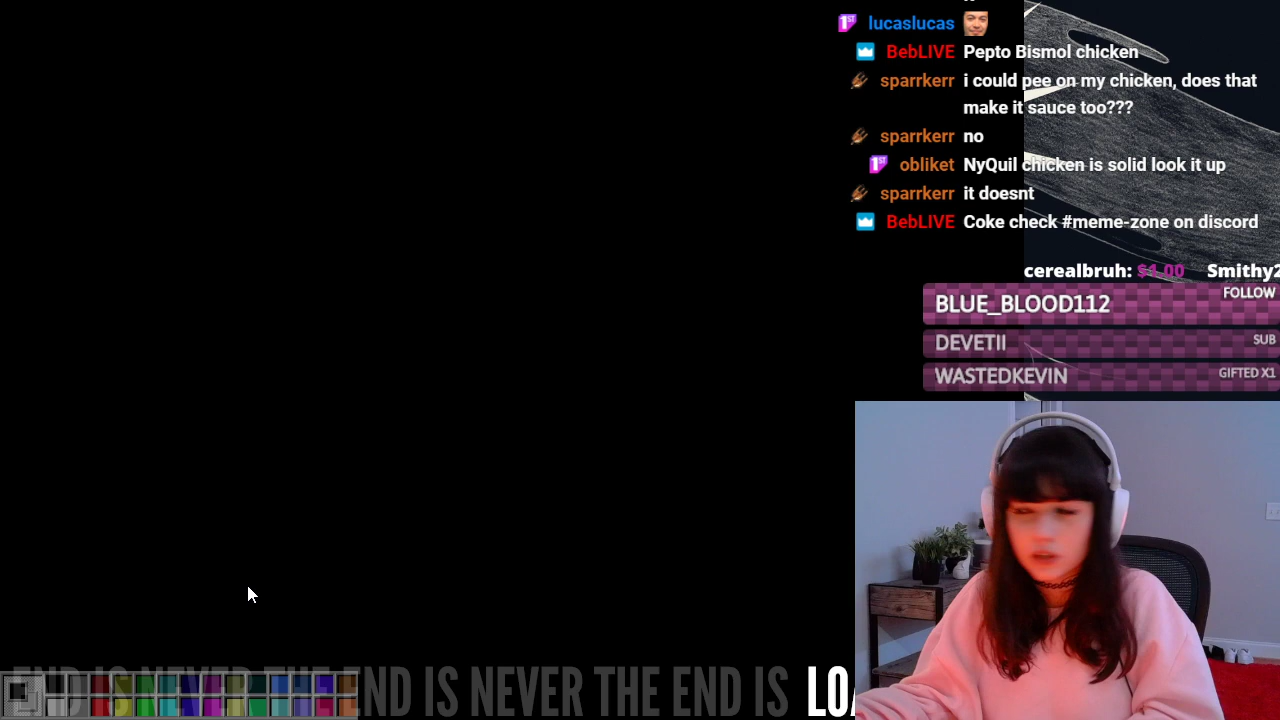 lucaslucas
BebLIVE Pepto Bismol chicken
sparrkerr i could pee on my chicken, does that
make it sauce too???
sparrkerr no
obliket NyQuil chicken is solid look it up
sparrkerr it doesnt
BebLIVE Coke check #meme-zone on discord
cerealbruh: $1.00 Smithy2
BLUE_BLOOD112 FOLLOW
DEVETII SUB
WASTEDKEVIN GIFTED X1
END IS NEVER THE END IS NEVER THE END IS LOA